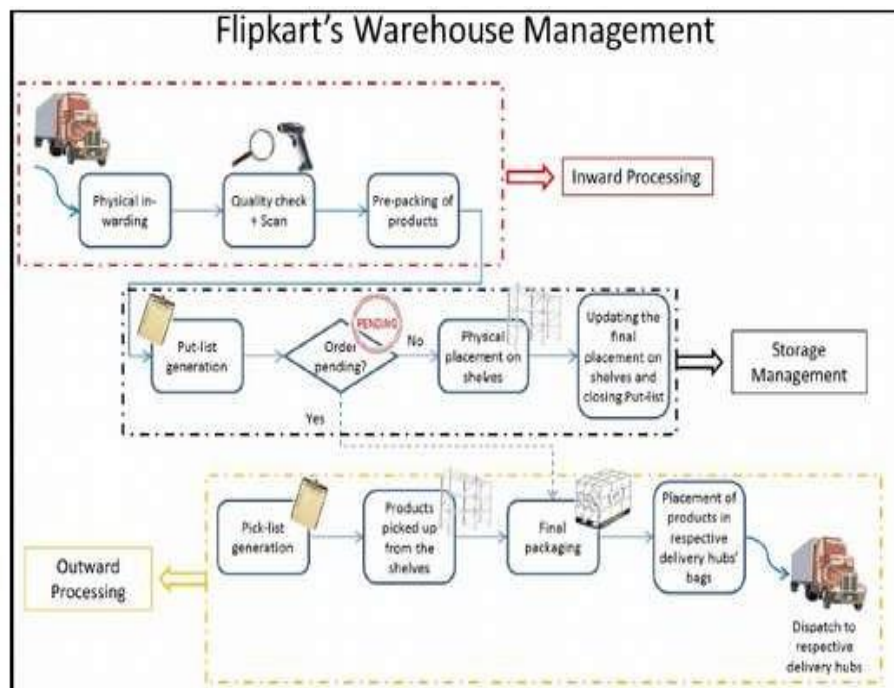 Flipkart's Warehouse Management
Physical in-
warding
Quality check
+ Scan
Pre-packing of
products
Inward Processing
Put-list
generation
Order
pending?
PENDING
No
Physical
placement on
shelves
Updating the
final
placement on
shelves and
closing Put-list
Storage
Management
Yes
Pick-list
generation
Products
picked up
from the
shelves
Final
packaging
Placement of
products in
respective
delivery hubs'
bags
Outward
Processing
Dispatch to
respective
delivery hubs